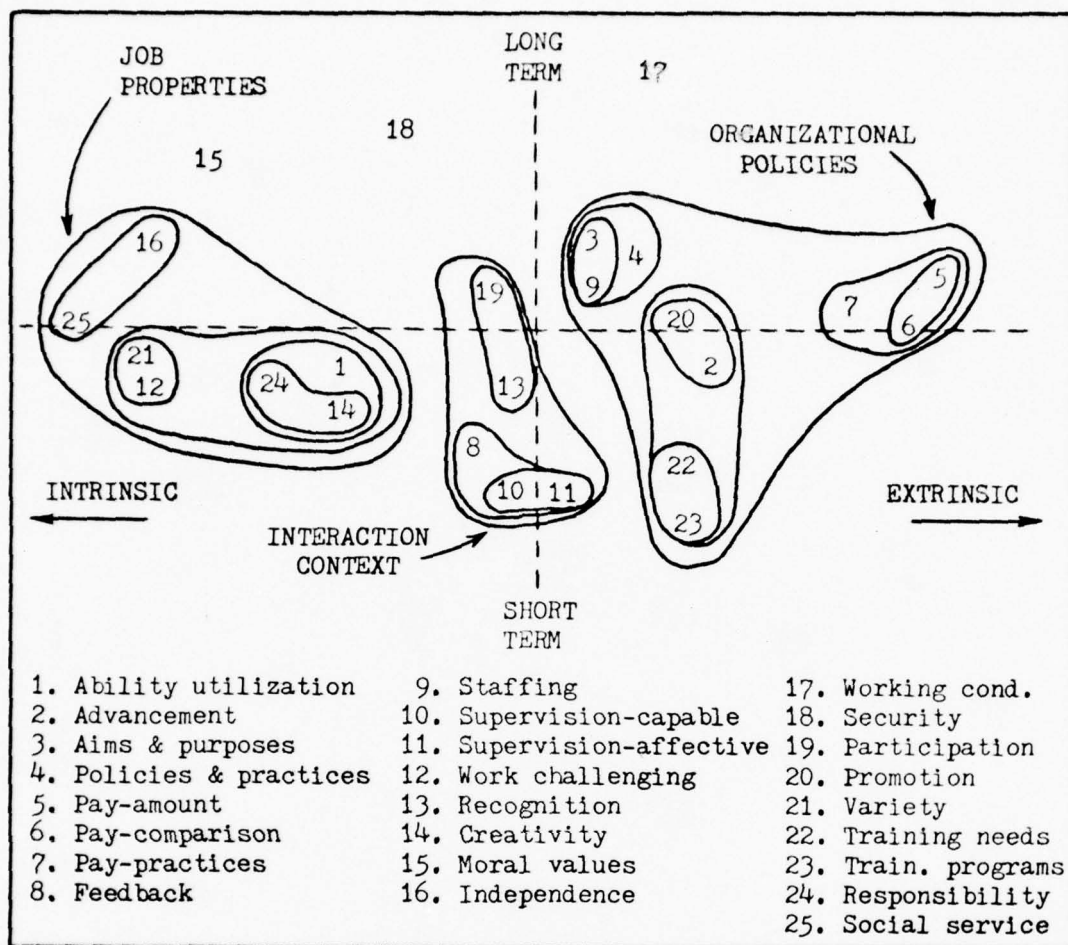 JOB
PROPERTIES
LONG
TERM
17
18
ORGANIZATIONAL
POLICIES
15
16
3
4
9
5
7
6
19
25
20
21
1
2
12
24
13
14
8
22
10
11
23
INTRINSIC
EXTRINSIC
INTERACTION
CONTEXT
SHORT
TERM
1. Ability utilization
2. Advancement
3. Aims & purposes
4. Policies & practices
5. Pay-amount
6. Pay-comparison
7. Pay-practices
8. Feedback
9. Staffing
10. Supervision-capable
11. Supervision-affective
12. Work challenging
13. Recognition
14. Creativity
15. Moral values
16. Independence
17. Working cond.
18. Security
19. Participation
20. Promotion
21. Variety
22. Training needs
23. Train. programs
24. Responsibility
25. Social service